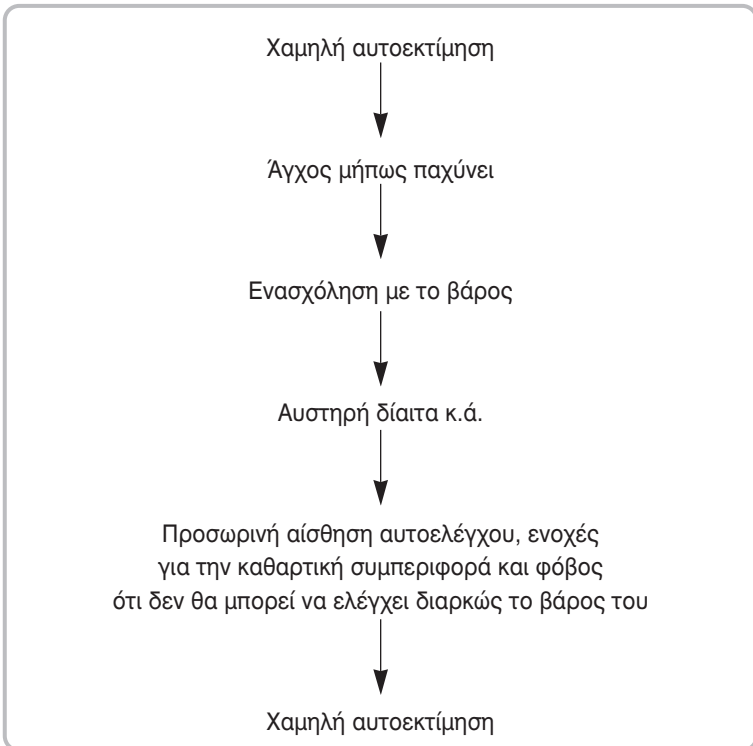 Χαμηλή αυτοεκτίμηση
Άγχος μήπως παχύνει
Ενασχόληση με το βάρος
Αυστηρή δίαιτα κ.ά.
Προσωρινή αίσθηση αυτοελέγχου, ενοχές
για την καθαρτική συμπεριφορά και φόβος
ότι δεν θα μπορεί να ελέγχει διαρκώς το βάρος του
Χαμηλή αυτοεκτίμηση